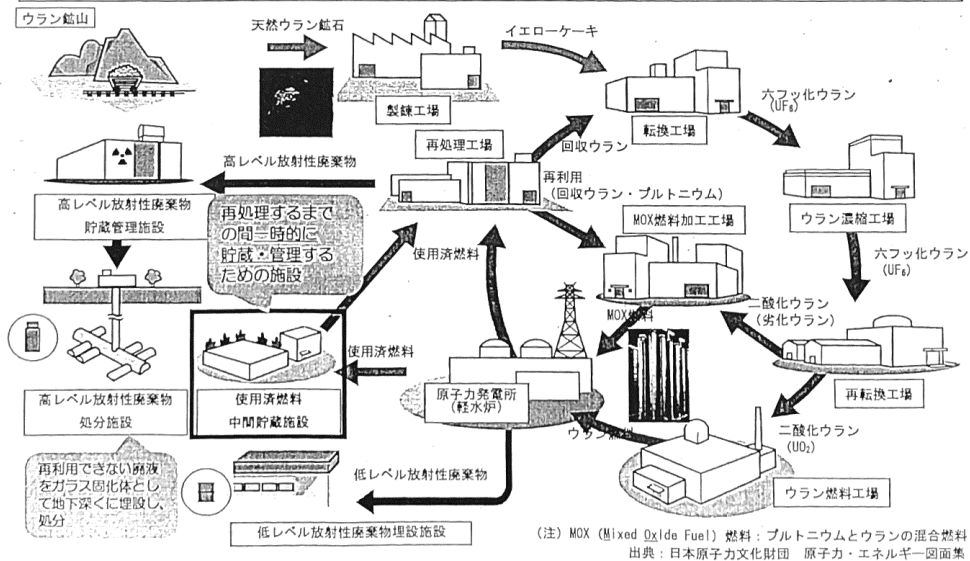 ウラン鉱山
天然ウラン鉱石
イエローケーキ
製錬工場
転換工場
六フッ化ウラン
(UF₆)
再処理工場
回収ウラン
高レベル放射性廃棄物
再利用
(回収ウラン・プルトニウム)
ウラン濃縮工場
高レベル放射性廃棄物
貯蔵管理施設
再処理するまで
の間一時的に
貯蔵・管理する
ための施設
使用済燃料
MOX燃料加工工場
六フッ化ウラン
(UF₆)
MOX燃料
二酸化ウラン
(劣化ウラン)
使用済燃料
再転換工場
原子力発電所
(軽水炉)
高レベル放射性廃棄物
処分施設
使用済燃料
中間貯蔵施設
ウラン燃料
二酸化ウラン
(UO₂)
再利用できない廃液
をガラス固化体とし
て地下深くに埋設し、
処分
低レベル放射性廃棄物
ウラン燃料工場
低レベル放射性廃棄物埋設施設
(注) MOX (Mixed Oxide Fuel) 燃料：プルトニウムとウランの混合燃料
出典：日本原子力文化財団 原子力・エネルギー図面集